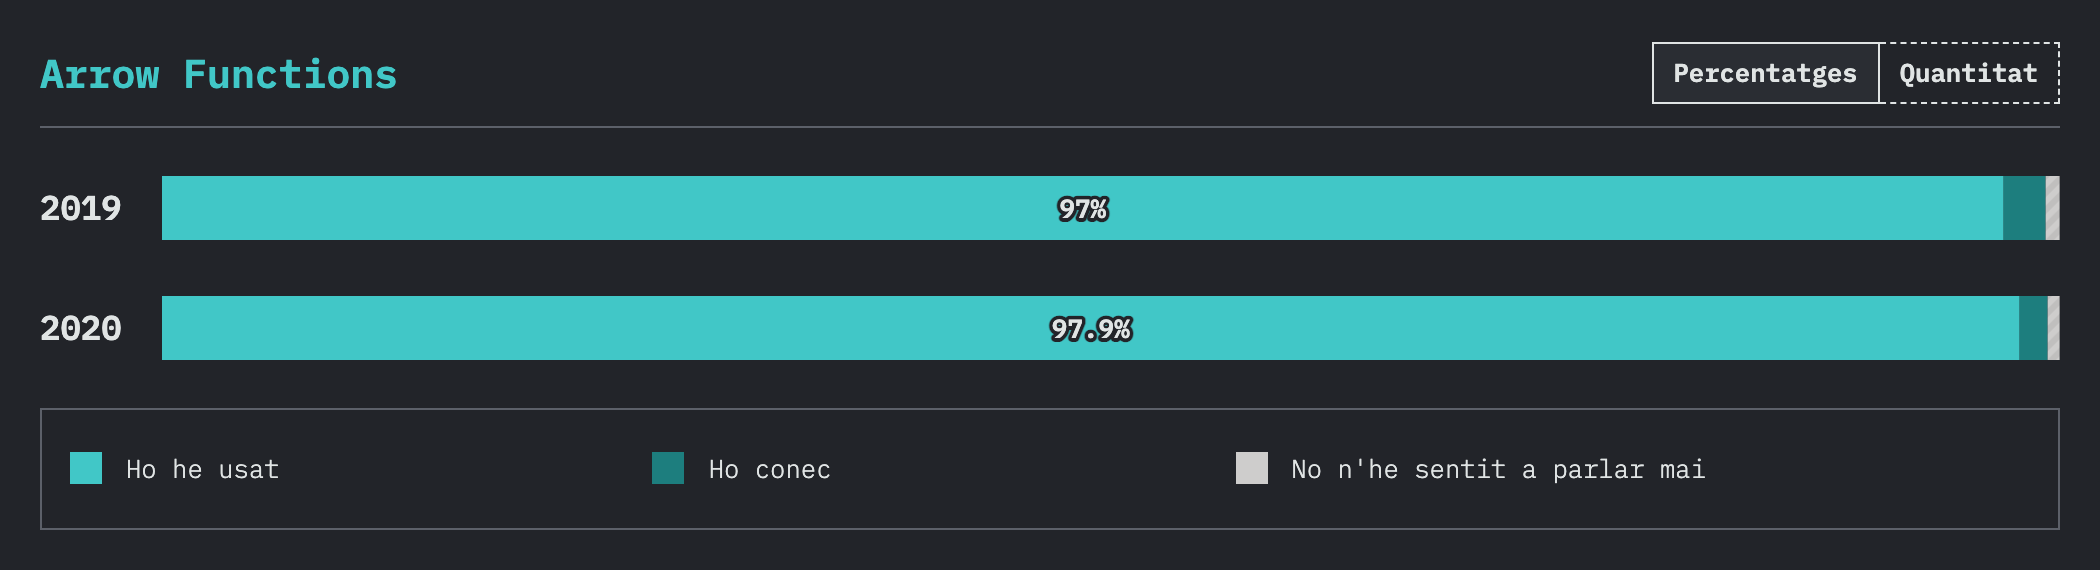 Arrow Functions
Percentatges Quantitat
2019 97%
2020 97.9%
Ho he usat Ho conec No n'he sentit a parlar mai